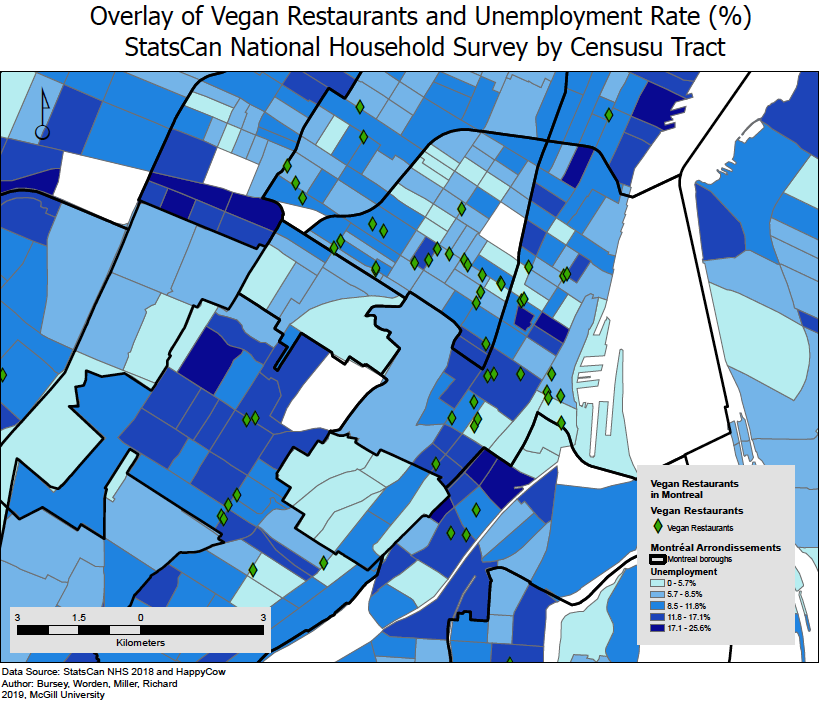 Overlay of Vegan Restaurants and Unemployment Rate (%)
StatsCan National Household Survey by Censusu Tract
Vegan Restaurants
in Montreal
Vegan Restaurants
Vegan Restaurants
Montréal Arrondissements
Montreal boroughs
Unemployment
0 - 5.7%
5.7 - 8.5%
8.5 - 11.8%
11.8 - 17.1%
17.1 - 25.6%
3 1.5 0 3
Kilometers
Data Source: StatsCan NHS 2018 and HappyCow
Author: Bursey, Worden, Miller, Richard
2019, McGill University